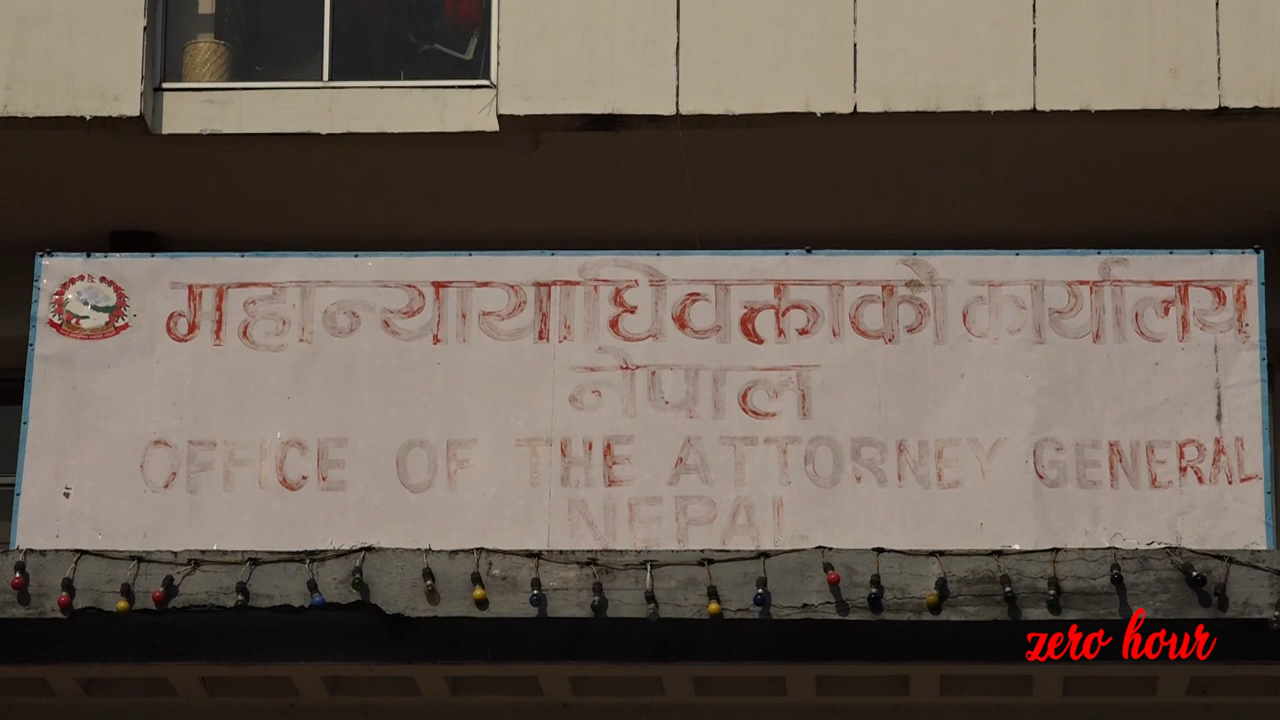 महान्यायाधिवक्ताको कार्यालय
नेपाल
OFFICE OF THE ATTORNEY GENERAL
NEPAL
zero hour